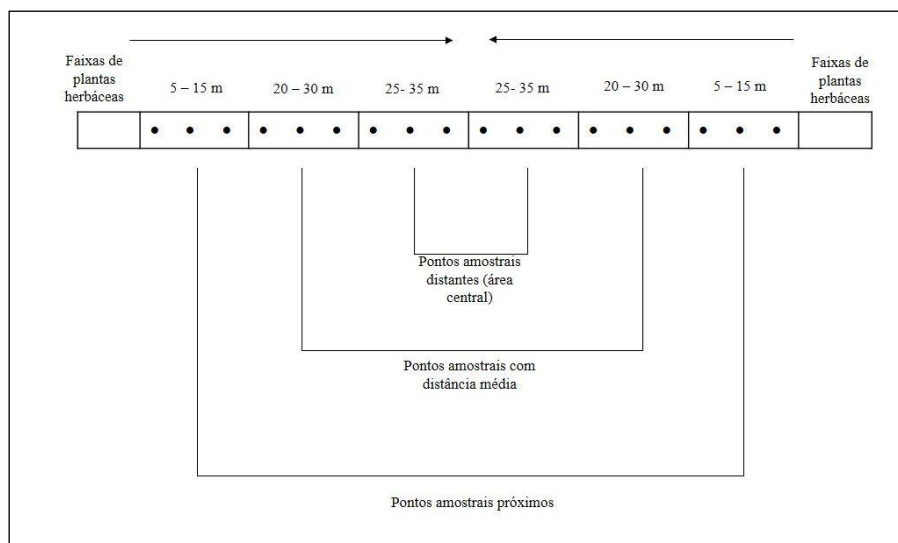 Faixas de
plantas
herbáceas
5 – 15 m
20 – 30 m
25- 35 m
25- 35 m
20 – 30 m
5 – 15 m
Faixas de
plantas
herbáceas
Pontos amostrais
distantes (área
central)
Pontos amostrais com
distância média
Pontos amostrais próximos